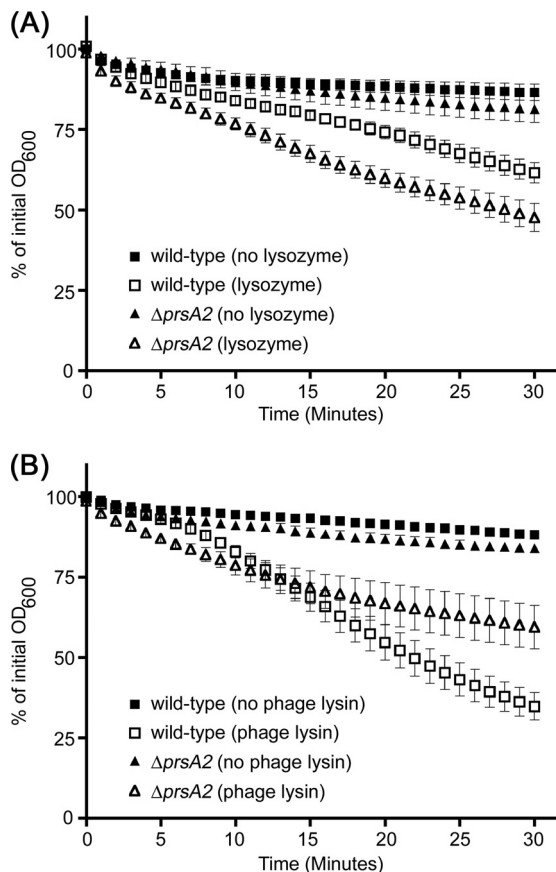 (A)
100
75
50
25
0
% of initial OD600
wild-type (no lysozyme)
wild-type (lysozyme)
ΔprsA2 (no lysozyme)
ΔprsA2 (lysozyme)
0 5 10 15 20 25 30
Time (Minutes)
(B)
100
75
50
25
0
% of initial OD600
wild-type (no phage lysin)
wild-type (phage lysin)
ΔprsA2 (no phage lysin)
ΔprsA2 (phage lysin)
0 5 10 15 20 25 30
Time (Minutes)